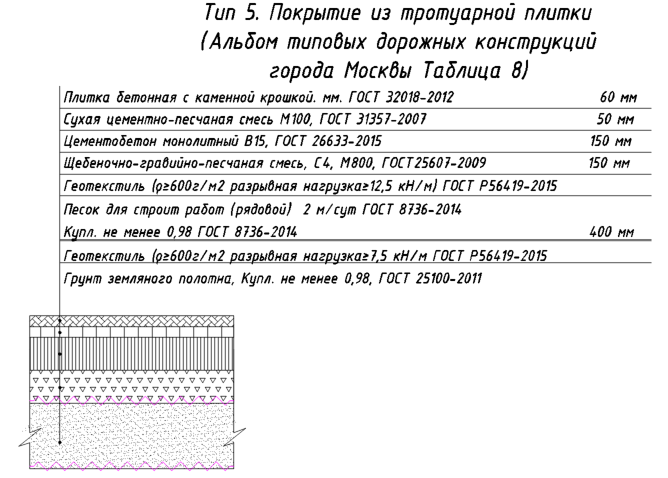 Тип 5. Покрытие из тротуарной плитки
(Альбом типовых дорожных конструкций
города Москвы Таблица 8)
Плитка бетонная с каменной крошкой. мм. ГОСТ 32018-2012 60 мм
Сухая цементно-песчаная смесь М100, ГОСТ 31357-2007 50 мм
Цементобетон монолитный В15, ГОСТ 26633-2015 150 мм
Щебеночно-гравийно-песчаная смесь, С4, М800, ГОСТ25607-2009 150 мм
Геотекстиль (ϱ≥600г/м2 разрывная нагрузка≥12,5 кН/м) ГОСТ Р56419-2015
Песок для строит работ (рядовой) 2 м/сут ГОСТ 8736-2014
Купл. не менее 0,98 ГОСТ 8736-2014 400 мм
Геотекстиль (ϱ≥600г/м2 разрывная нагрузка≥7,5 кН/м ГОСТ Р56419-2015
Грунт земляного полотна, Купл. не менее 0,98, ГОСТ 25100-2011